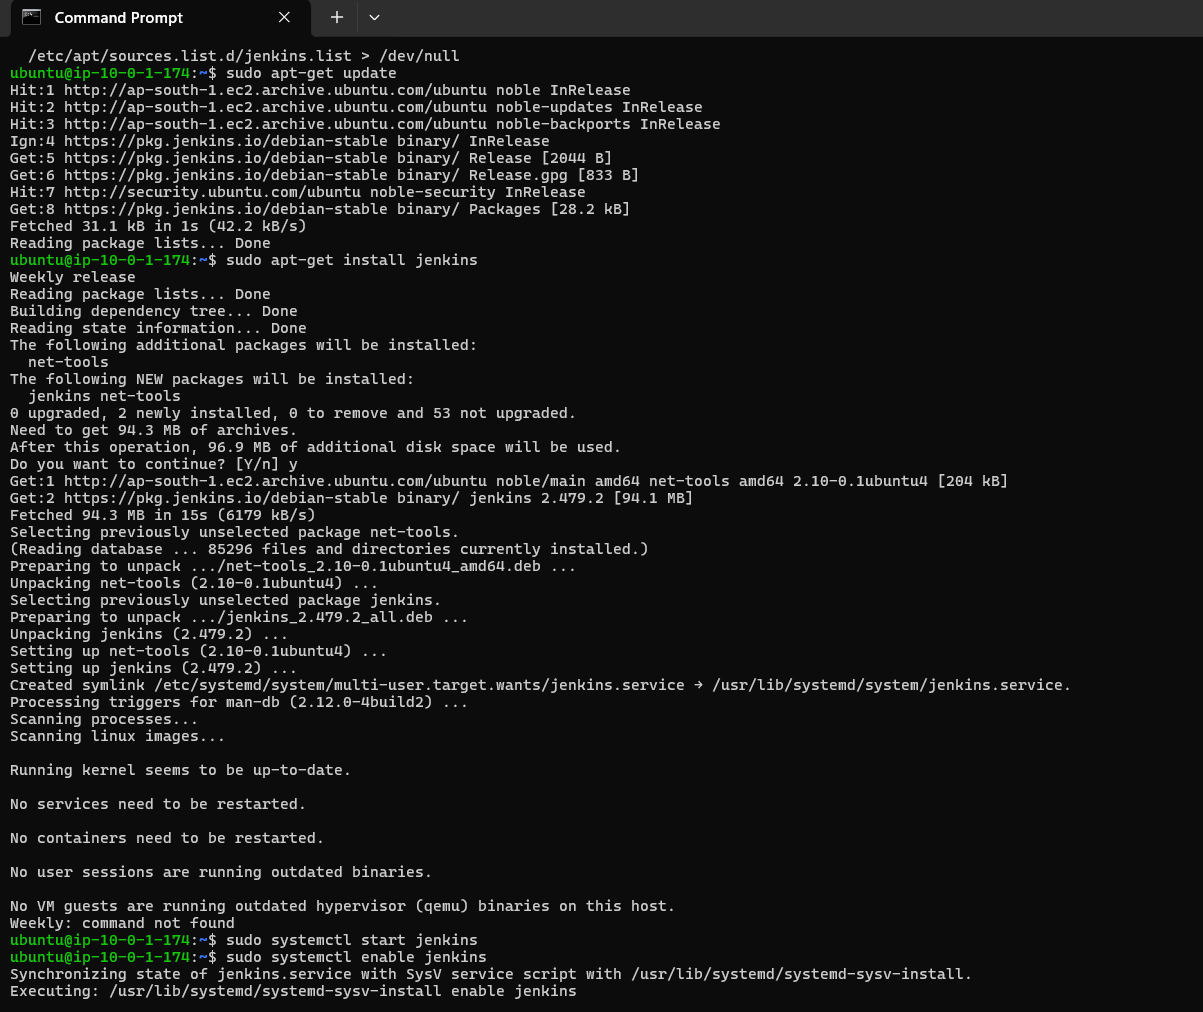 Command Prompt
  /etc/apt/sources.list.d/jenkins.list > /dev/null
ubuntu@ip-10-0-1-174:~$ sudo apt-get update
Hit:1 http://ap-south-1.ec2.archive.ubuntu.com/ubuntu noble InRelease
Hit:2 http://ap-south-1.ec2.archive.ubuntu.com/ubuntu noble-updates InRelease
Hit:3 http://ap-south-1.ec2.archive.ubuntu.com/ubuntu noble-backports InRelease
Ign:4 https://pkg.jenkins.io/debian-stable binary/ InRelease
Get:5 https://pkg.jenkins.io/debian-stable binary/ Release [2044 B]
Get:6 https://pkg.jenkins.io/debian-stable binary/ Release.gpg [833 B]
Hit:7 http://security.ubuntu.com/ubuntu noble-security InRelease
Get:8 https://pkg.jenkins.io/debian-stable binary/ Packages [28.2 kB]
Fetched 31.1 kB in 1s (42.2 kB/s)
Reading package lists... Done
ubuntu@ip-10-0-1-174:~$ sudo apt-get install jenkins
Weekly release
Reading package lists... Done
Building dependency tree... Done
Reading state information... Done
The following additional packages will be installed:
  net-tools
The following NEW packages will be installed:
  jenkins net-tools
0 upgraded, 2 newly installed, 0 to remove and 53 not upgraded.
Need to get 94.3 MB of archives.
After this operation, 96.9 MB of additional disk space will be used.
Do you want to continue? [Y/n] y
Get:1 http://ap-south-1.ec2.archive.ubuntu.com/ubuntu noble/main amd64 net-tools amd64 2.10-0.1ubuntu4 [204 kB]
Get:2 https://pkg.jenkins.io/debian-stable binary/ jenkins 2.479.2 [94.1 MB]
Fetched 94.3 MB in 15s (6179 kB/s)
Selecting previously unselected package net-tools.
(Reading database ... 85296 files and directories currently installed.)
Preparing to unpack .../net-tools_2.10-0.1ubuntu4_amd64.deb ...
Unpacking net-tools (2.10-0.1ubuntu4) ...
Selecting previously unselected package jenkins.
Preparing to unpack .../jenkins_2.479.2_all.deb ...
Unpacking jenkins (2.479.2) ...
Setting up net-tools (2.10-0.1ubuntu4) ...
Setting up jenkins (2.479.2) ...
Created symlink /etc/systemd/system/multi-user.target.wants/jenkins.service → /usr/lib/systemd/system/jenkins.service.
Processing triggers for man-db (2.12.0-4build2) ...
Scanning processes...
Scanning linux images...

Running kernel seems to be up-to-date.

No services need to be restarted.

No containers need to be restarted.

No user sessions are running outdated binaries.

No VM guests are running outdated hypervisor (qemu) binaries on this host.
Weekly: command not found
ubuntu@ip-10-0-1-174:~$ sudo systemctl start jenkins
ubuntu@ip-10-0-1-174:~$ sudo systemctl enable jenkins
Synchronizing state of jenkins.service with SysV service script with /usr/lib/systemd/systemd-sysv-install.
Executing: /usr/lib/systemd/systemd-sysv-install enable jenkins